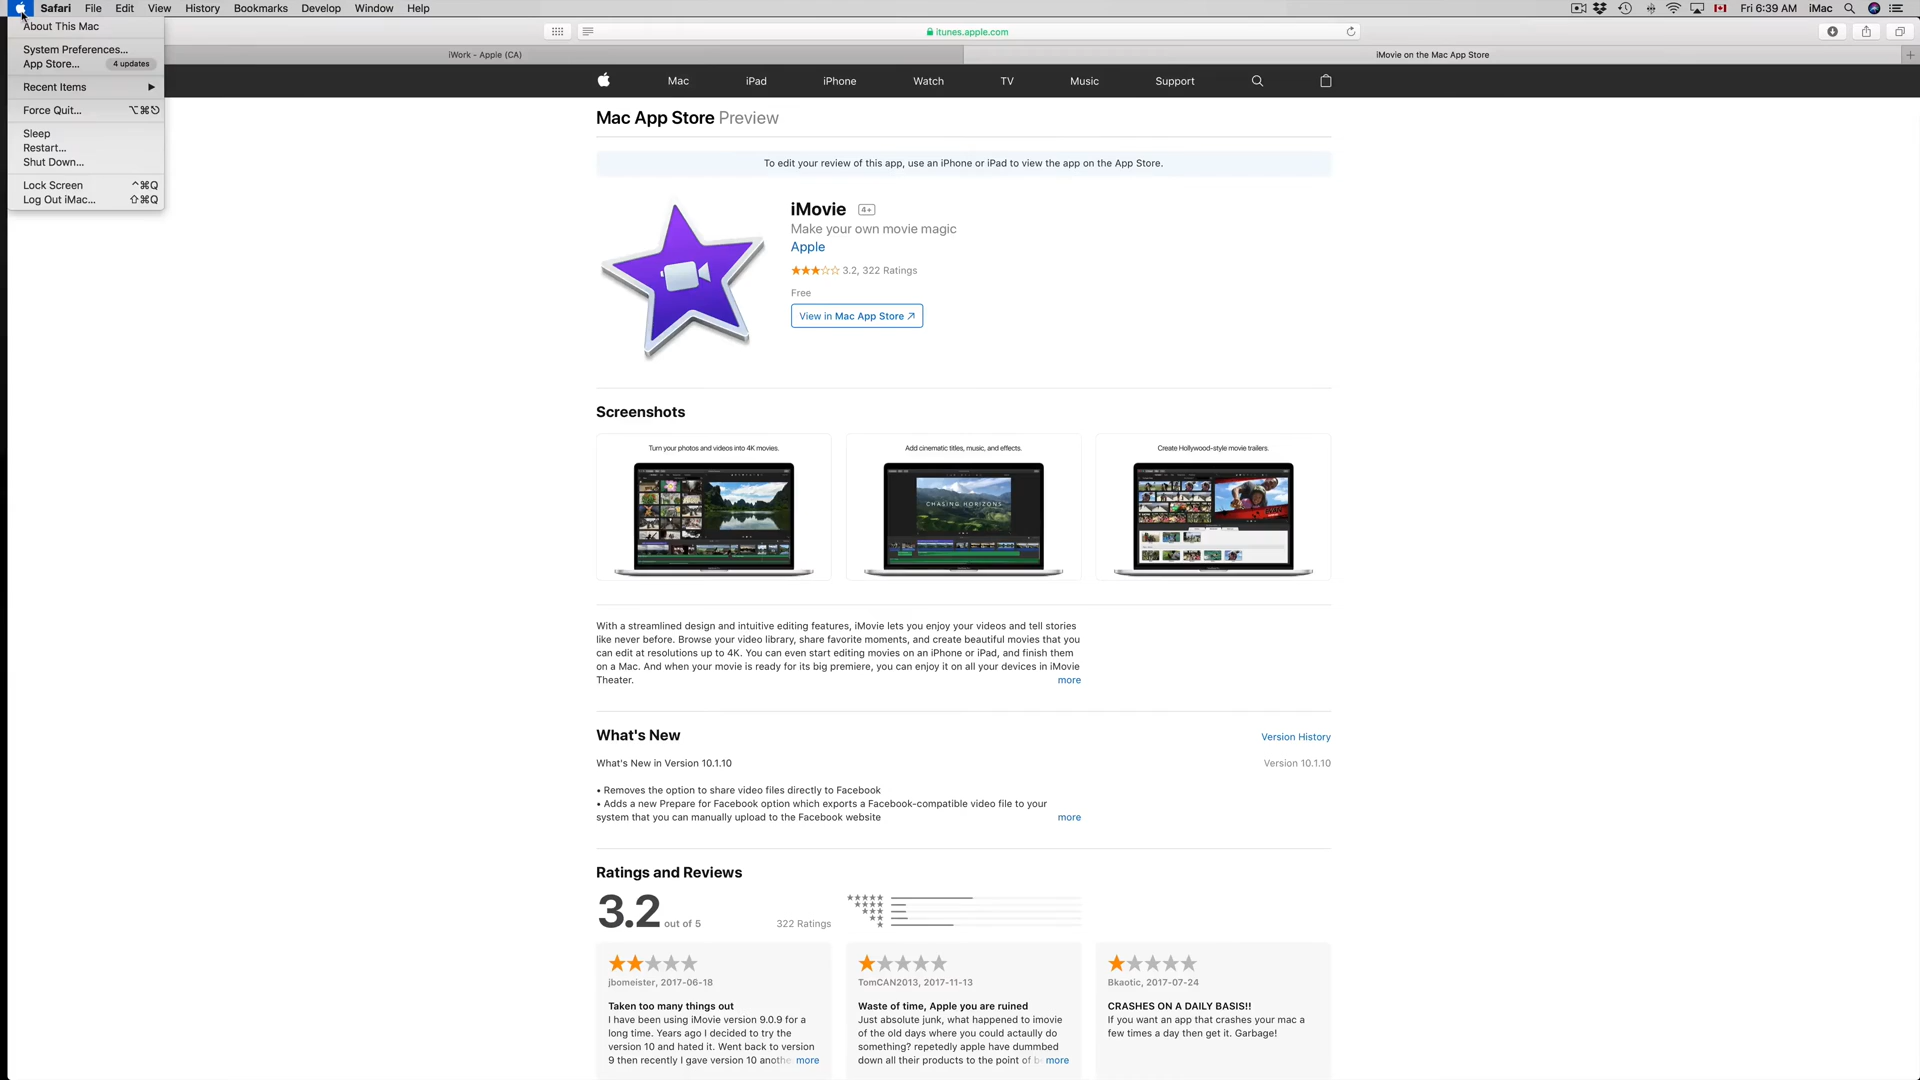 Safari File Edit View History Bookmarks Develop Window Help
Fri 6:39 AM iMac
About This Mac
System Preferences...
App Store... 4 updates
Recent Items
Force Quit... ⌥⌘⎋
Sleep
Restart...
Shut Down...
Lock Screen ^⌘Q
Log Out iMac... ⇧⌘Q
itunes.apple.com
iWork - Apple (CA)
iMovie on the Mac App Store
Mac iPad iPhone Watch TV Music Support
Mac App Store Preview
To edit your review of this app, use an iPhone or iPad to view the app on the App Store.
iMovie 4+
Make your own movie magic
Apple
★★★☆☆ 3.2, 322 Ratings
Free
View in Mac App Store ↗
Screenshots
Turn your photos and videos into 4K movies.
Add cinematic titles, music, and effects.
CHASING HORIZONS
Create Hollywood-style movie trailers.
With a streamlined design and intuitive editing features, iMovie lets you enjoy your videos and tell stories
like never before. Browse your video library, share favorite moments, and create beautiful movies that you
can edit at resolutions up to 4K. You can even start editing movies on an iPhone or iPad, and finish them
on a Mac. And when your movie is ready for its big premiere, you can enjoy it on all your devices in iMovie
Theater. more
What's New
Version History
What's New in Version 10.1.10
Version 10.1.10
• Removes the option to share video files directly to Facebook
• Adds a new Prepare for Facebook option which exports a Facebook-compatible video file to your
system that you can manually upload to the Facebook website more
Ratings and Reviews
3.2 out of 5
322 Ratings
jbomeister, 2017-06-18
Taken too many things out
I have been using iMovie version 9.0.9 for a
long time. Years ago I decided to try the
version 10 and hated it. Went back to version
9 then recently I gave version 10 anothe more
TomCAN2013, 2017-11-13
Waste of time, Apple you are ruined
Just absolute junk, what happened to imovie
of the old days where you could actaully do
something? repetedly apple have dummbed
down all their products to the point of b more
Bkaotic, 2017-07-24
CRASHES ON A DAILY BASIS!!
If you want an app that crashes your mac a
few times a day then get it. Garbage!